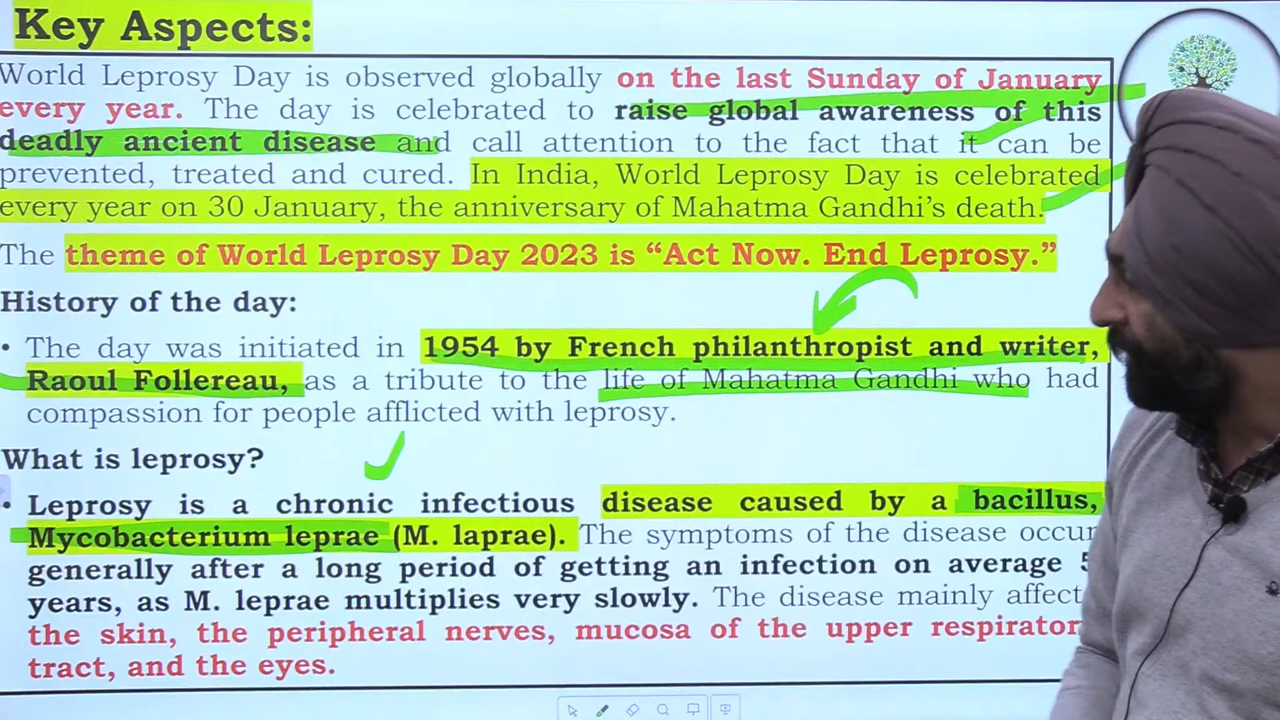 Key Aspects:
World Leprosy Day is observed globally on the last Sunday of January
every year. The day is celebrated to raise global awareness of this
deadly ancient disease and call attention to the fact that it can be
prevented, treated and cured. In India, World Leprosy Day is celebrated
every year on 30 January, the anniversary of Mahatma Gandhi's death.
The theme of World Leprosy Day 2023 is “Act Now. End Leprosy.”
History of the day:
• The day was initiated in 1954 by French philanthropist and writer,
Raoul Follereau, as a tribute to the life of Mahatma Gandhi who had
compassion for people afflicted with leprosy.
What is leprosy?
• Leprosy is a chronic infectious disease caused by a bacillus,
Mycobacterium leprae (M. laprae). The symptoms of the disease occur
generally after a long period of getting an infection on average 5
years, as M. leprae multiplies very slowly. The disease mainly affect
the skin, the peripheral nerves, mucosa of the upper respirator
tract, and the eyes.